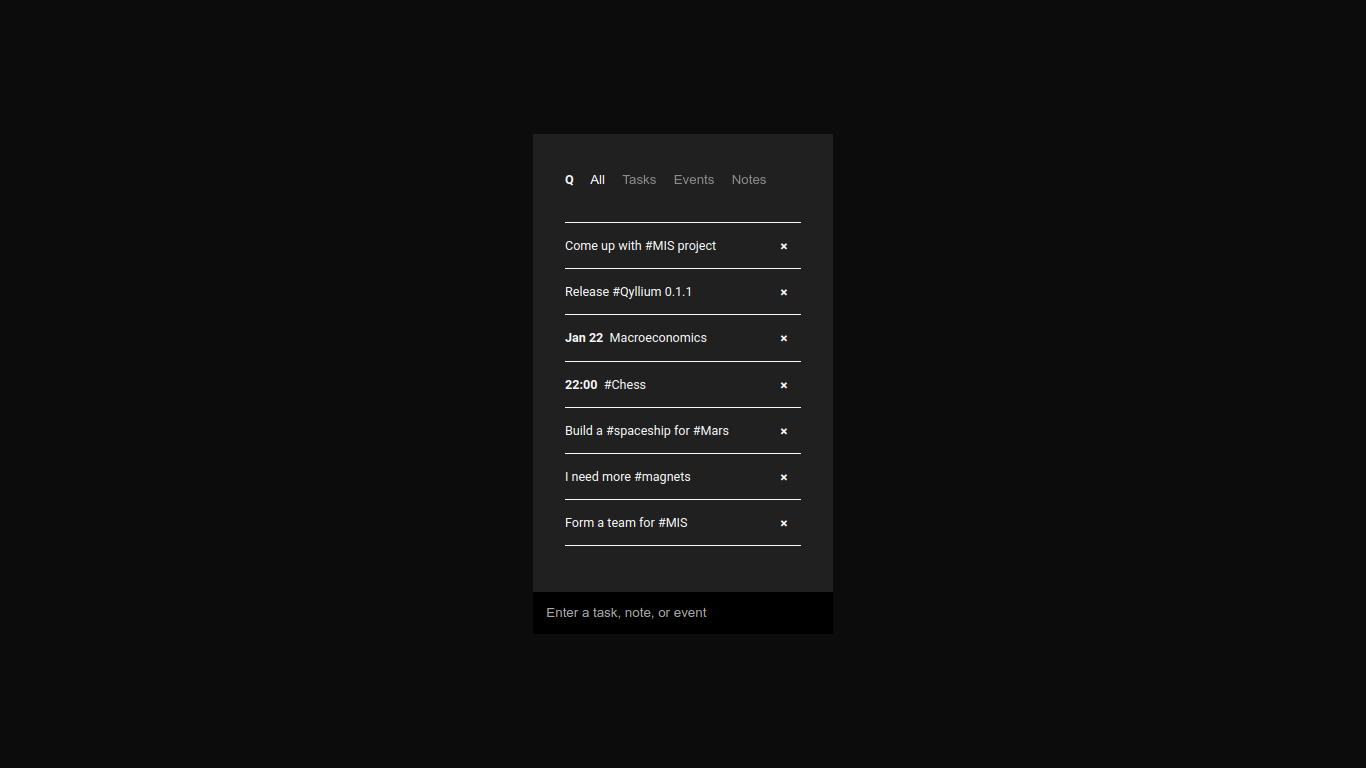 Q All Tasks Events Notes
Come up with #MIS project ×
Release #Qyllium 0.1.1 ×
Jan 22 Macroeconomics ×
22:00 #Chess ×
Build a #spaceship for #Mars ×
I need more #magnets ×
Form a team for #MIS ×
Enter a task, note, or event